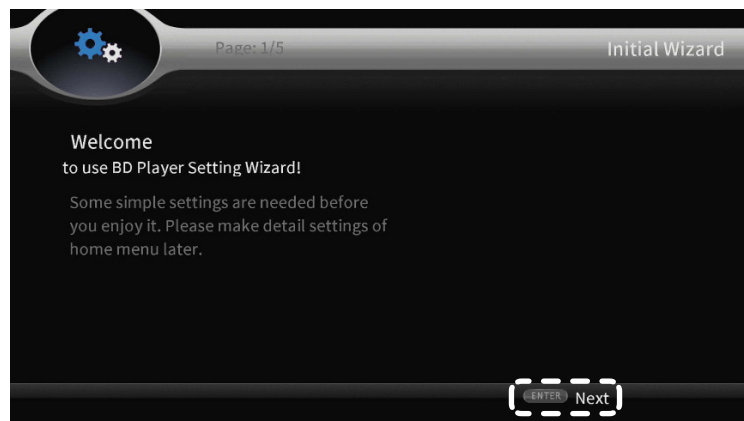 Page: 1/5
Initial Wizard
Welcome
to use BD Player Setting Wizard!
Some simple settings are needed before
you enjoy it. Please make detail settings of
home menu later.
ENTER Next